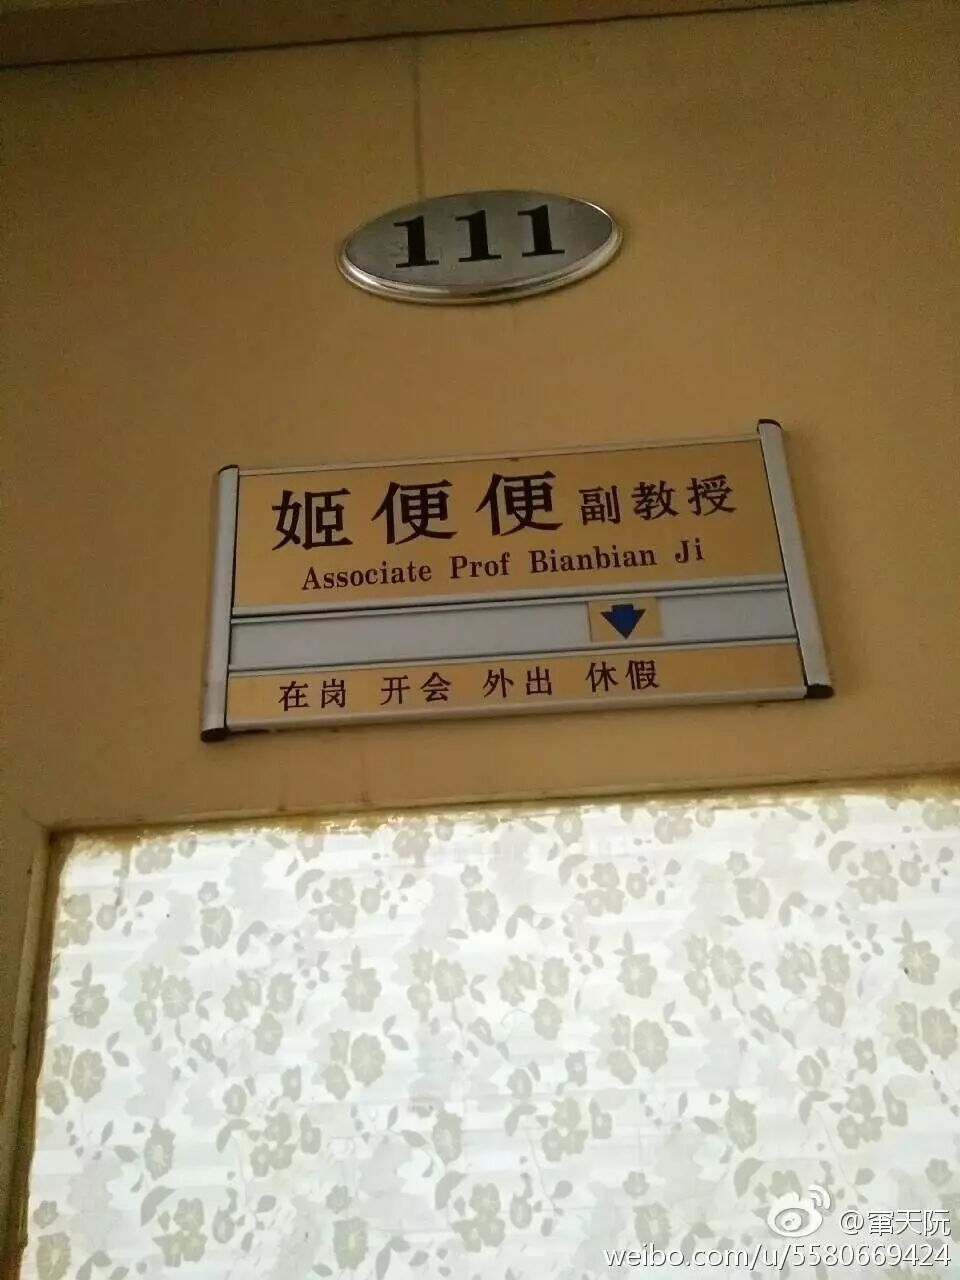 111
姬便便副教授
Associate Prof Bianbian Ji
在岗 开会 外出 休假
@窜天阮
weibo.com/u/5580669424